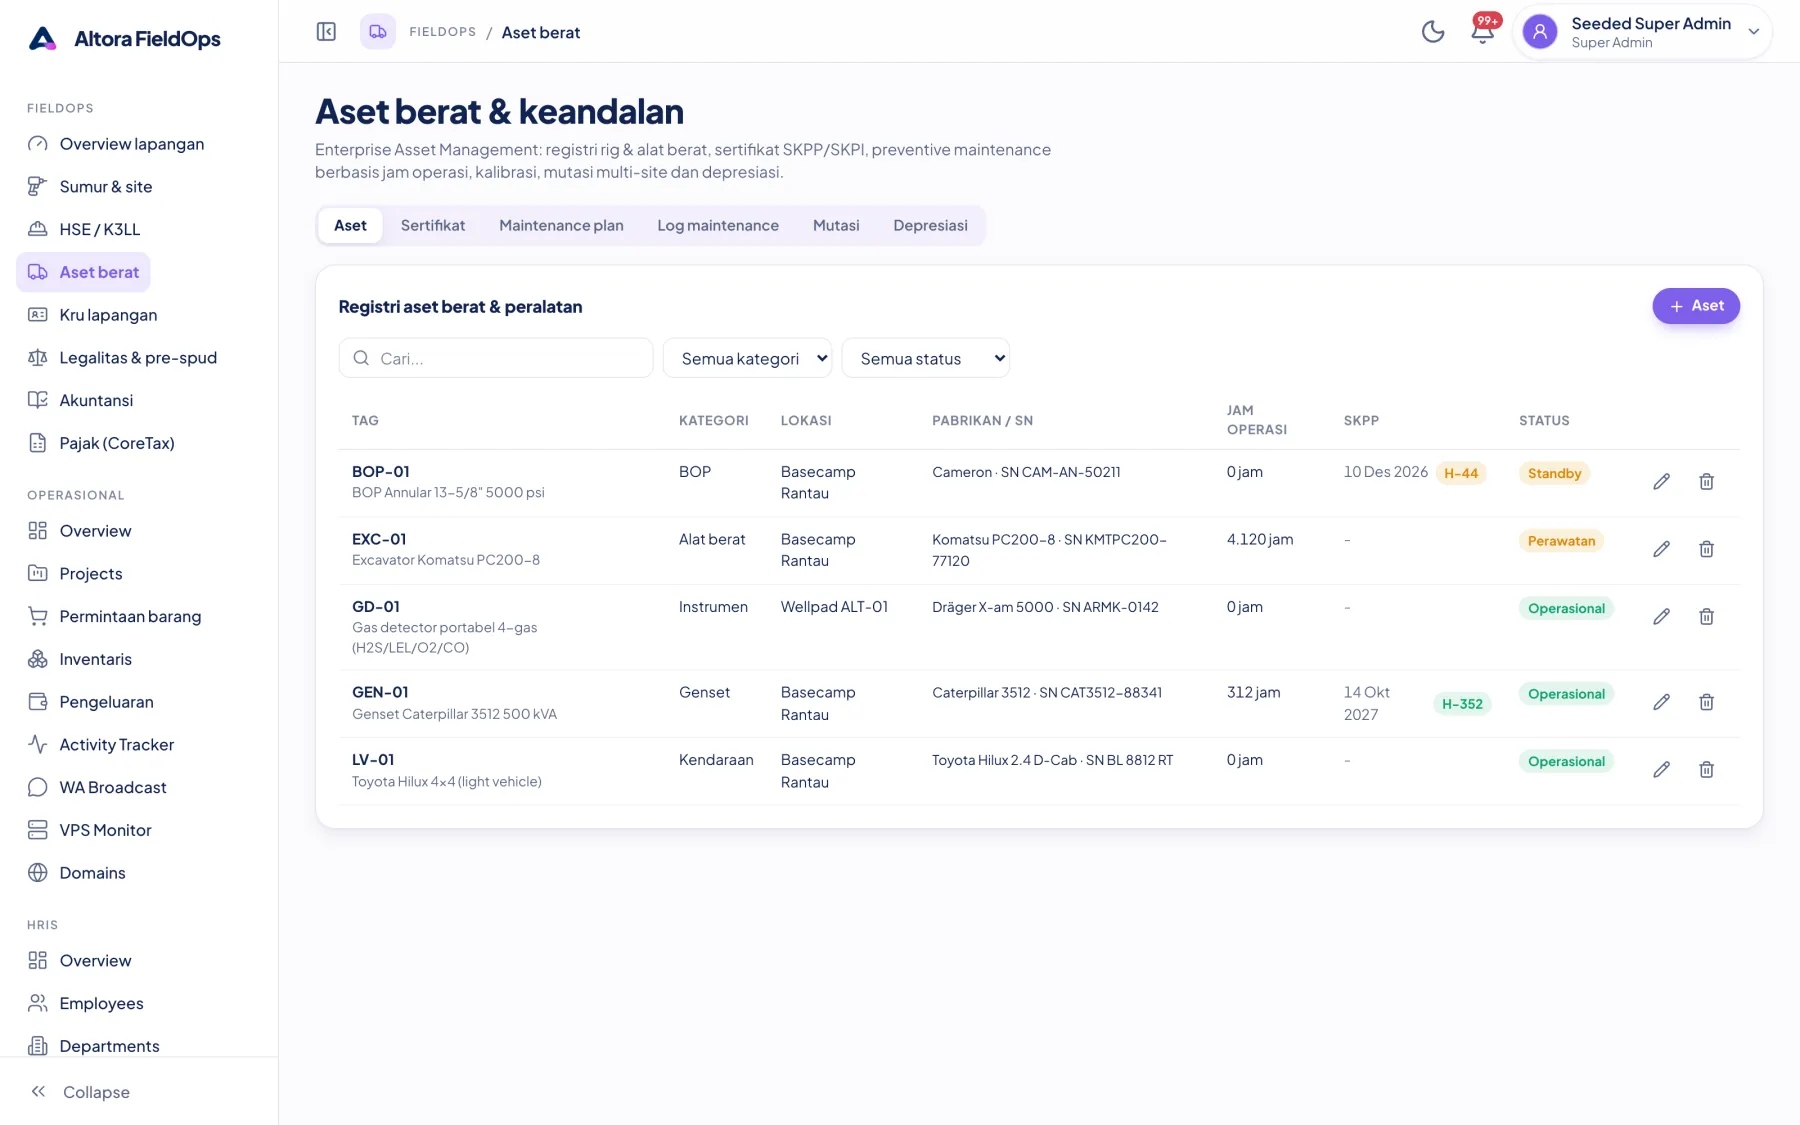 Altora FieldOps
FIELDOPS / Aset berat
99+
Seeded Super Admin
Super Admin
FIELDOPS
Overview lapangan
Sumur & site
HSE / K3LL
Aset berat
Kru lapangan
Legalitas & pre-spud
Akuntansi
Pajak (CoreTax)
OPERASIONAL
Overview
Projects
Permintaan barang
Inventaris
Pengeluaran
Activity Tracker
WA Broadcast
VPS Monitor
Domains
HRIS
Overview
Employees
Departments
Collapse
Aset berat & keandalan
Enterprise Asset Management: registri rig & alat berat, sertifikat SKPP/SKPI, preventive maintenance
berbasis jam operasi, kalibrasi, mutasi multi-site dan depresiasi.
Aset Sertifikat Maintenance plan Log maintenance Mutasi Depresiasi
Registri aset berat & peralatan
+ Aset
Cari... Semua kategori Semua status
TAG KATEGORI LOKASI PABRIKAN / SN JAM OPERASI SKPP STATUS
BOP-01 BOP Basecamp Cameron · SN CAM-AN-50211 0 jam 10 Des 2026 H-44 Standby
BOP Annular 13-5/8" 5000 psi Rantau
EXC-01 Alat berat Basecamp Komatsu PC200-8 · SN KMTPC200- 4.120 jam - Perawatan
Excavator Komatsu PC200-8 Rantau 77120
GD-01 Instrumen Wellpad ALT-01 Dräger X-am 5000 · SN ARMK-0142 0 jam - Operasional
Gas detector portabel 4-gas
(H2S/LEL/O2/CO)
GEN-01 Genset Basecamp Caterpillar 3512 · SN CAT3512-88341 312 jam 14 Okt H-352 Operasional
Genset Caterpillar 3512 500 kVA Rantau 2027
LV-01 Kendaraan Basecamp Toyota Hilux 2.4 D-Cab · SN BL 8812 RT 0 jam - Operasional
Toyota Hilux 4×4 (light vehicle) Rantau